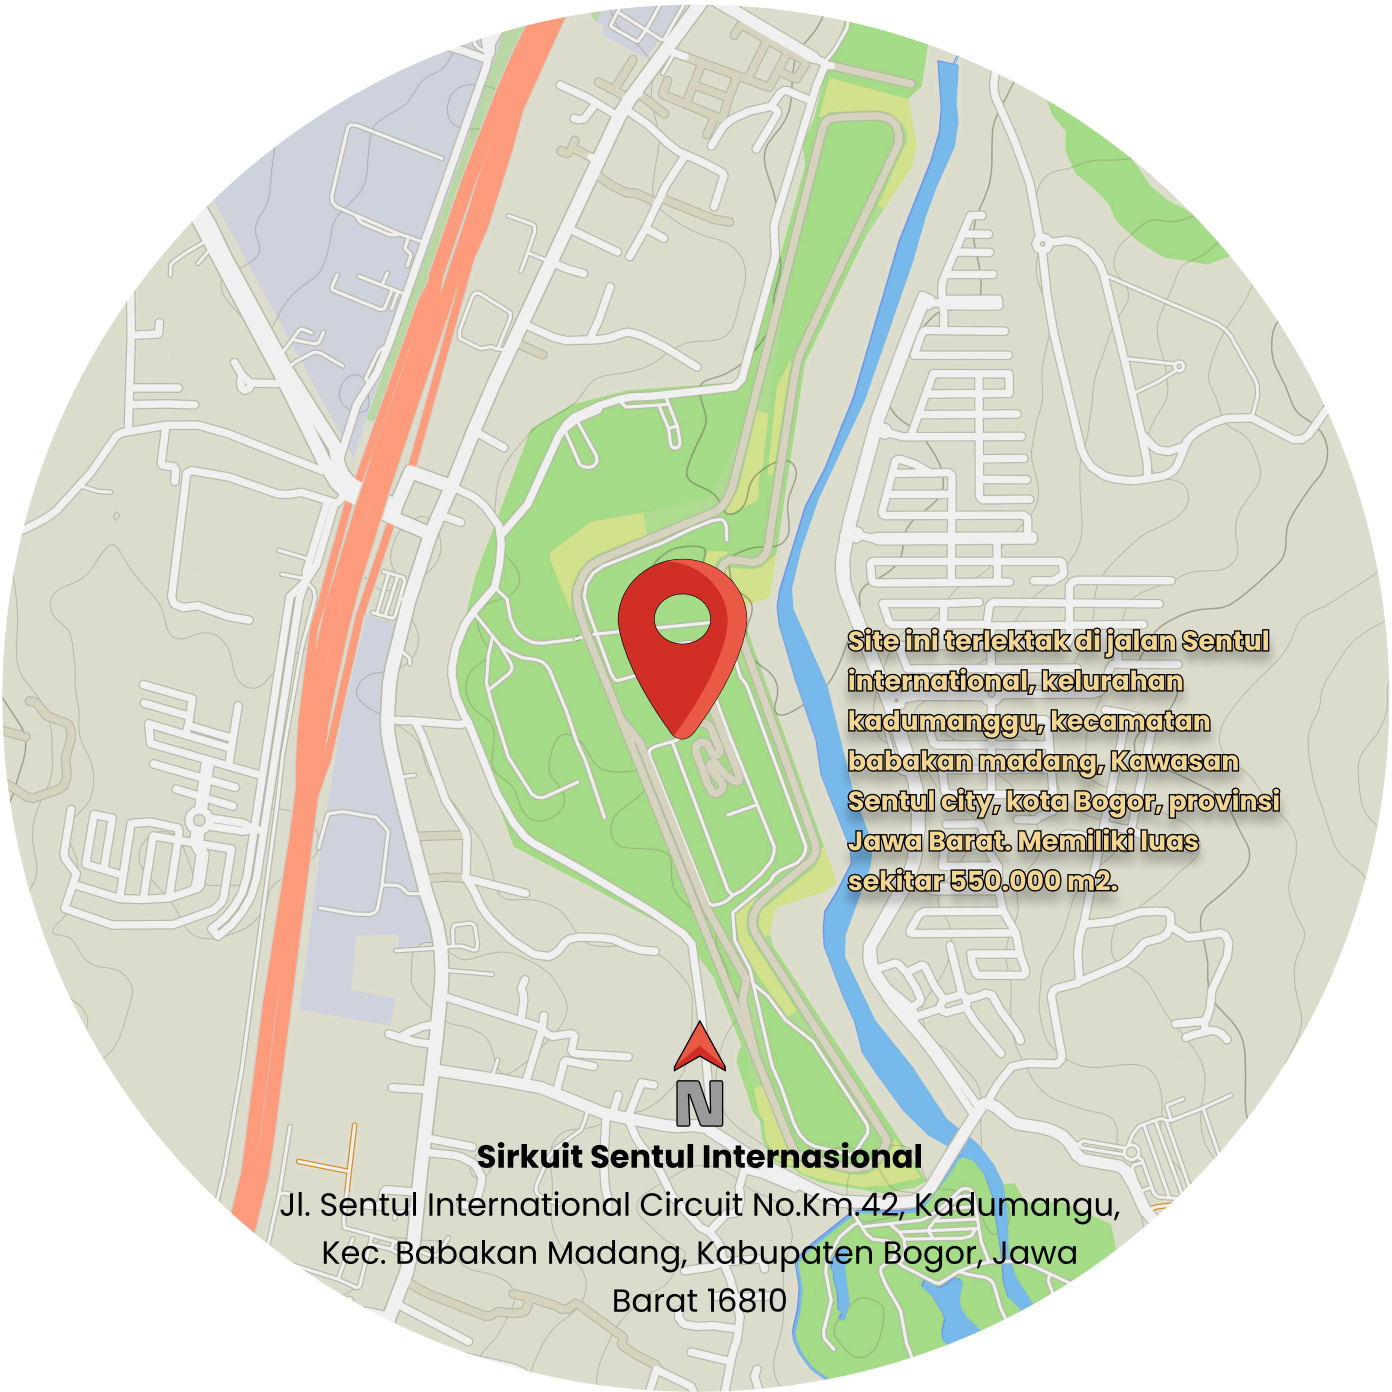 Site ini terlektak di jalan Sentul
international, kelurahan
kadumanggu, kecamatan
babakan madang, Kawasan
Sentul city, kota Bogor, provinsi
Jawa Barat. Memiliki luas
sekitar 550.000 m2.
N
Sirkuit Sentul Internasional
Jl. Sentul International Circuit No.Km.42, Kadumangu,
Kec. Babakan Madang, Kabupaten Bogor, Jawa
Barat 16810